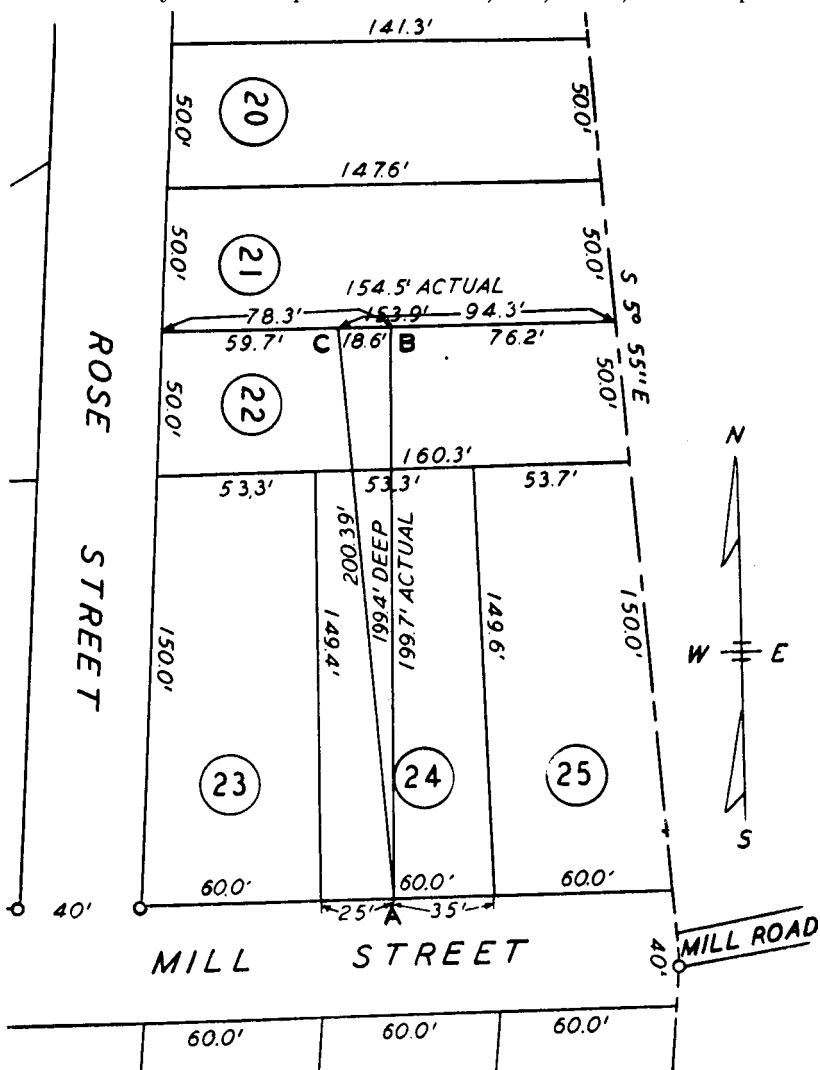 141.3'
50.0'
20
50.0'
147.6'
50.0'
21
50.0'
S 5° 55" E
154.5' ACTUAL
78.3'
153.9'
94.3'
59.7'
C
18.6'
B
76.2'
50.0'
22
50.0'
160.3'
53,3'
53.3'
53.7'
ROSE STREET
150.0'
149.4'
200.39'
199.4' DEEP
199.7' ACTUAL
149.6'
150.0'
N
W
E
S
23
24
25
60.0'
60.0'
60.0'
40'
25'
A
35'
MILL STREET
40'
MILL ROAD
60.0'
60.0'
60.0'